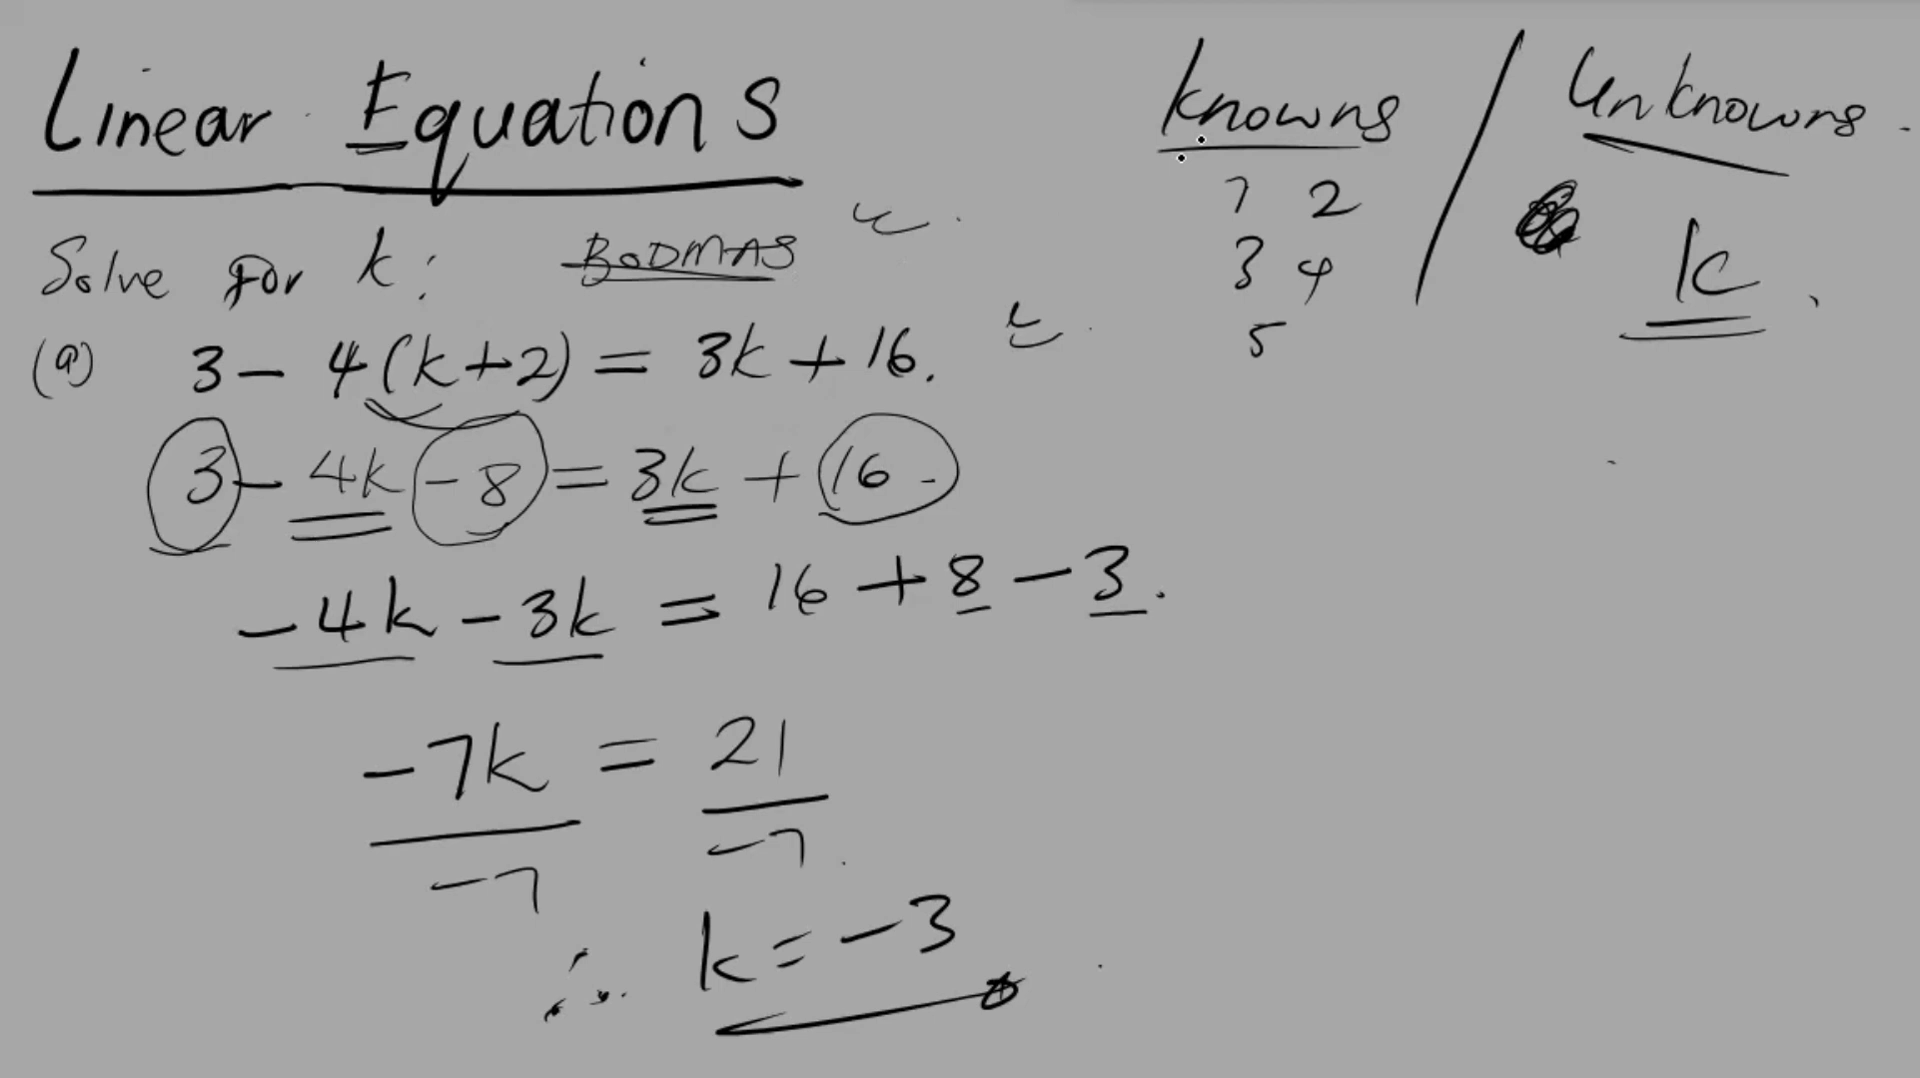 Linear Equations
Solve for k: BODMAS
(a) 3 - 4(k+2) = 3k + 16.
3 - 4k - 8 = 3k + 16.
-4k - 3k = 16 + 8 - 3.
-7k = 21
-7 -7.
∴ k = -3
knowns / Unknowns.
1 2
3 4
5
k